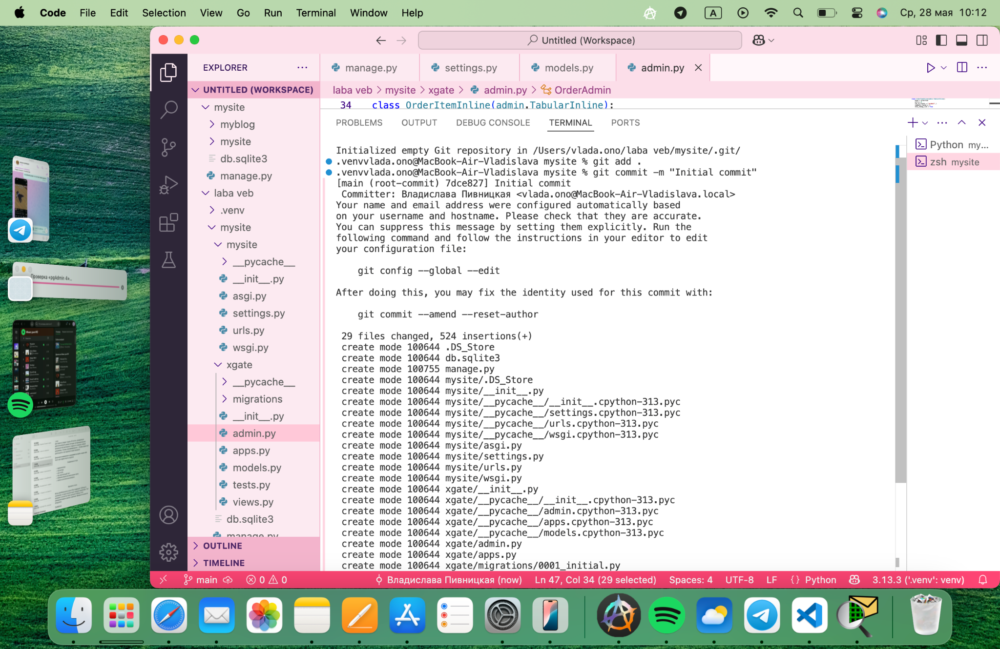 Code File Edit Selection View Go Run Terminal Window Help A Ср, 28 мая 10:12
Untitled (Workspace)
EXPLORER
manage.py settings.py models.py admin.py
UNTITLED (WORKSPACE)
laba veb > mysite > xgate > admin.py > OrderAdmin
34 class OrderItemInline(admin.TabularInline):
mysite
myblog
mysite
db.sqlite3
manage.py
laba veb
.venv
mysite
mysite
__pycache__
__init__.py
asgi.py
settings.py
urls.py
wsgi.py
xgate
__pycache__
migrations
__init__.py
admin.py
apps.py
models.py
tests.py
views.py
db.sqlite3
manage.py
OUTLINE
TIMELINE
PROBLEMS OUTPUT DEBUG CONSOLE TERMINAL PORTS
Python my...
zsh mysite
Initialized empty Git repository in /Users/vlada.ono/laba veb/mysite/.git/
.venvvlada.ono@MacBook-Air-Vladislava mysite % git add .
.venvvlada.ono@MacBook-Air-Vladislava mysite % git commit -m "Initial commit"
[main (root-commit) 7dce827] Initial commit
Committer: Владислава Пивницкая <vlada.ono@MacBook-Air-Vladislava.local>
Your name and email address were configured automatically based
on your username and hostname. Please check that they are accurate.
You can suppress this message by setting them explicitly. Run the
following command and follow the instructions in your editor to edit
your configuration file:
git config --global --edit
After doing this, you may fix the identity used for this commit with:
git commit --amend --reset-author
29 files changed, 524 insertions(+)
create mode 100644 .DS_Store
create mode 100644 db.sqlite3
create mode 100755 manage.py
create mode 100644 mysite/.DS_Store
create mode 100644 mysite/__init__.py
create mode 100644 mysite/__pycache__/__init__.cpython-313.pyc
create mode 100644 mysite/__pycache__/settings.cpython-313.pyc
create mode 100644 mysite/__pycache__/urls.cpython-313.pyc
create mode 100644 mysite/__pycache__/wsgi.cpython-313.pyc
create mode 100644 mysite/asgi.py
create mode 100644 mysite/settings.py
create mode 100644 mysite/urls.py
create mode 100644 mysite/wsgi.py
create mode 100644 xgate/__init__.py
create mode 100644 xgate/__pycache__/__init__.cpython-313.pyc
create mode 100644 xgate/__pycache__/admin.cpython-313.pyc
create mode 100644 xgate/__pycache__/apps.cpython-313.pyc
create mode 100644 xgate/__pycache__/models.cpython-313.pyc
create mode 100644 xgate/admin.py
create mode 100644 xgate/apps.py
create mode 100644 xgate/migrations/0001_initial.py
main 0 0 Владислава Пивницкая (now) Ln 47, Col 34 (29 selected) Spaces: 4 UTF-8 LF {} Python 3.13.3 ('.venv': venv)
Проверка «pgAdmin 4»...